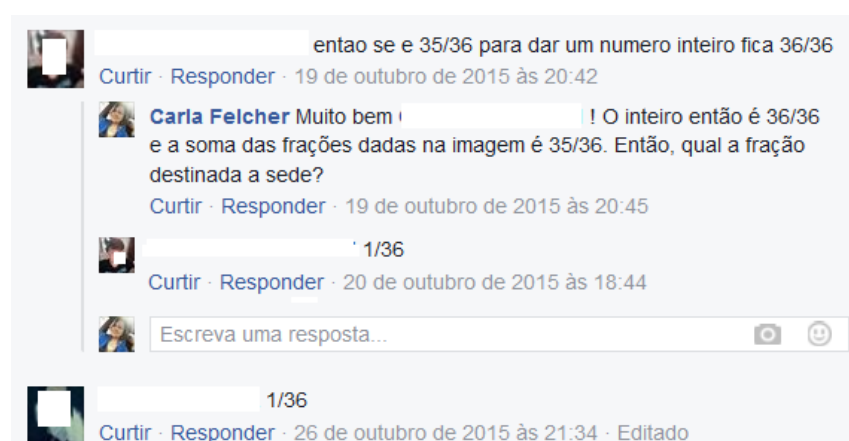 entao se e 35/36 para dar um numero inteiro fica 36/36
Curtir · Responder · 19 de outubro de 2015 às 20:42
Carla Felcher Muito bem ! O inteiro então é 36/36
e a soma das frações dadas na imagem é 35/36. Então, qual a fração
destinada a sede?
Curtir · Responder · 19 de outubro de 2015 às 20:45
1/36
Curtir · Responder · 20 de outubro de 2015 às 18:44
Escreva uma resposta...
1/36
Curtir · Responder · 26 de outubro de 2015 às 21:34 · Editado